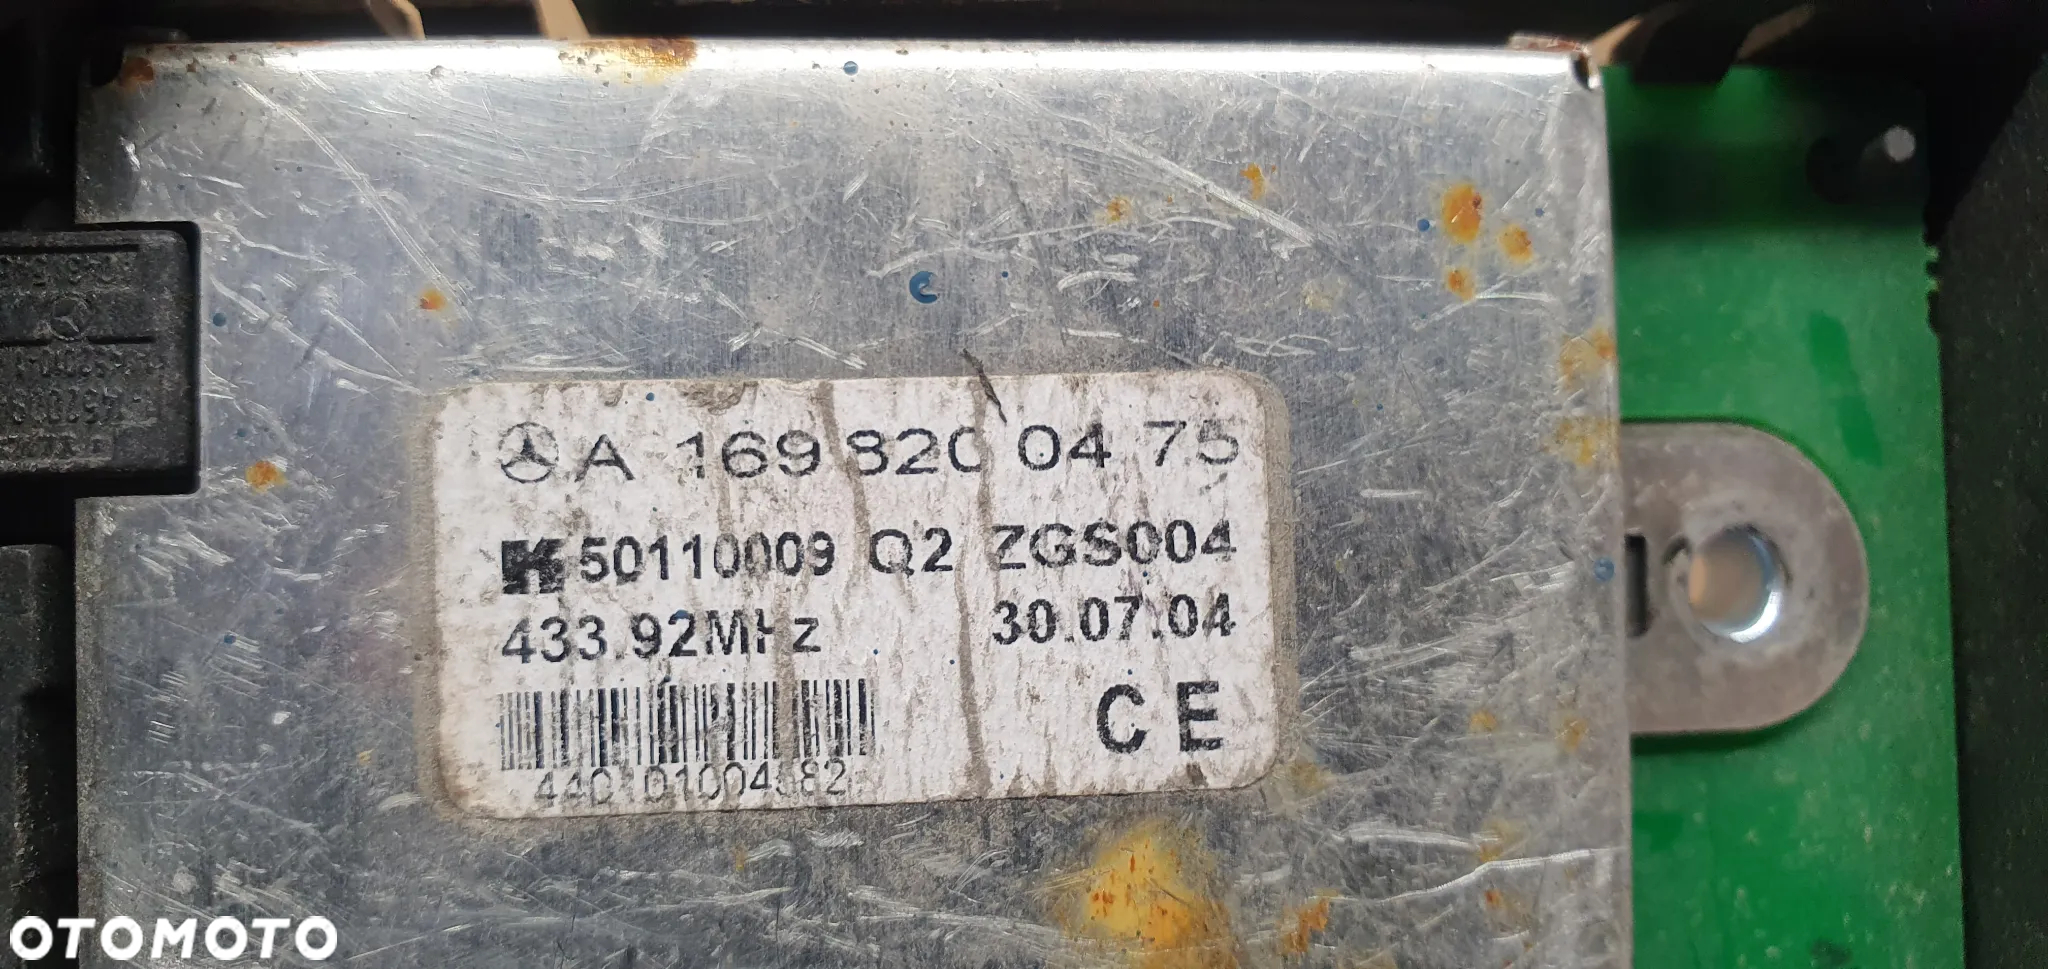 A 169 820 04 75
50110009 Q2 ZGS004
433.92MHz 30.07.04
CE
OTOMOTO